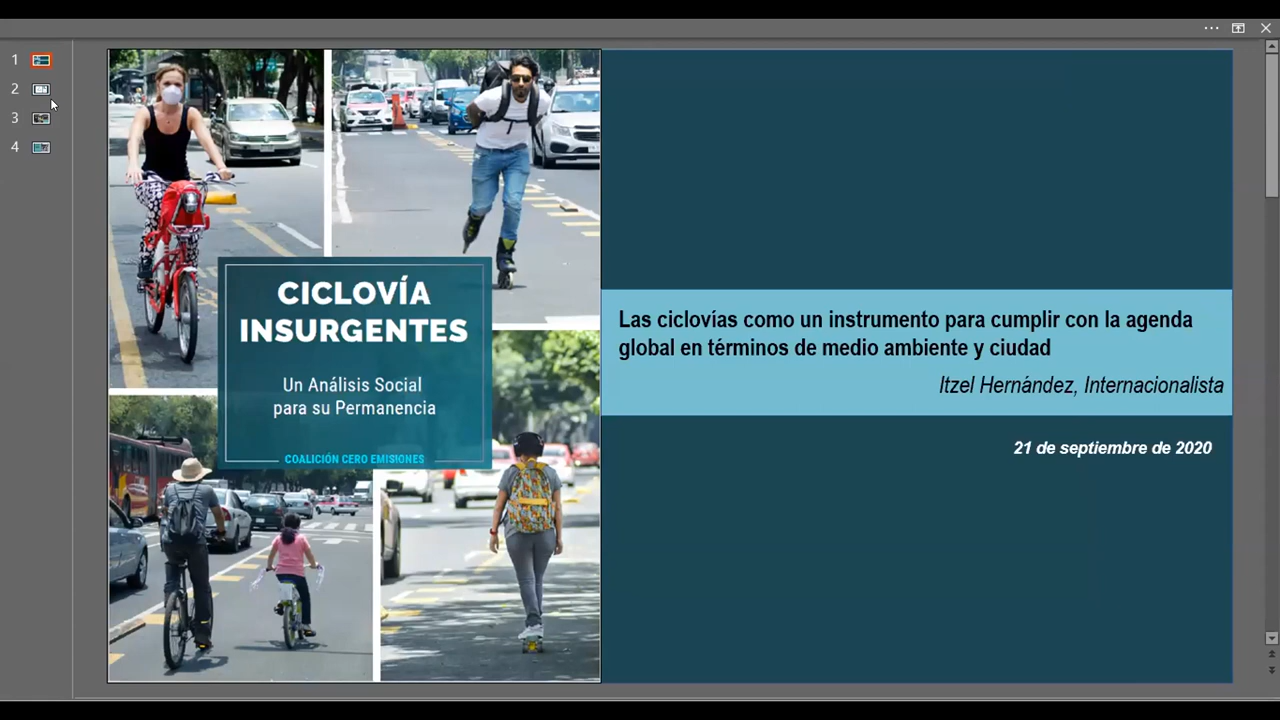 1
2
3
4
CICLOVÍA
INSURGENTES
Un Análisis Social
para su Permanencia
COALICIÓN CERO EMISIONES
Las ciclovías como un instrumento para cumplir con la agenda
global en términos de medio ambiente y ciudad
Itzel Hernández, Internacionalista
21 de septiembre de 2020